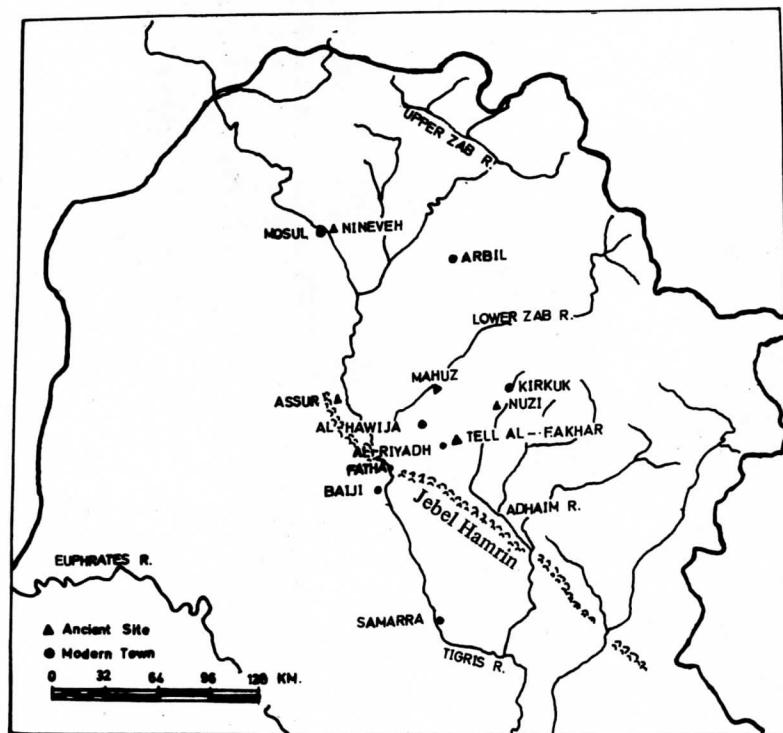 UPPER ZAB R.
MOSUL
NINEVEH
ARBIL
LOWER ZAB R.
MAHUZ
KIRKUK
ASSUR
NUZI
AL-HAWIJA
TELL AL-FAKHAR
AL-RIYADH
FATHA
BAIJI
ADHAIM R.
Jebel Hamrin
EUPHRATES R.
SAMARRA
TIGRIS R.
Ancient Site
Modern Town
0 32 64 96 128 KM.